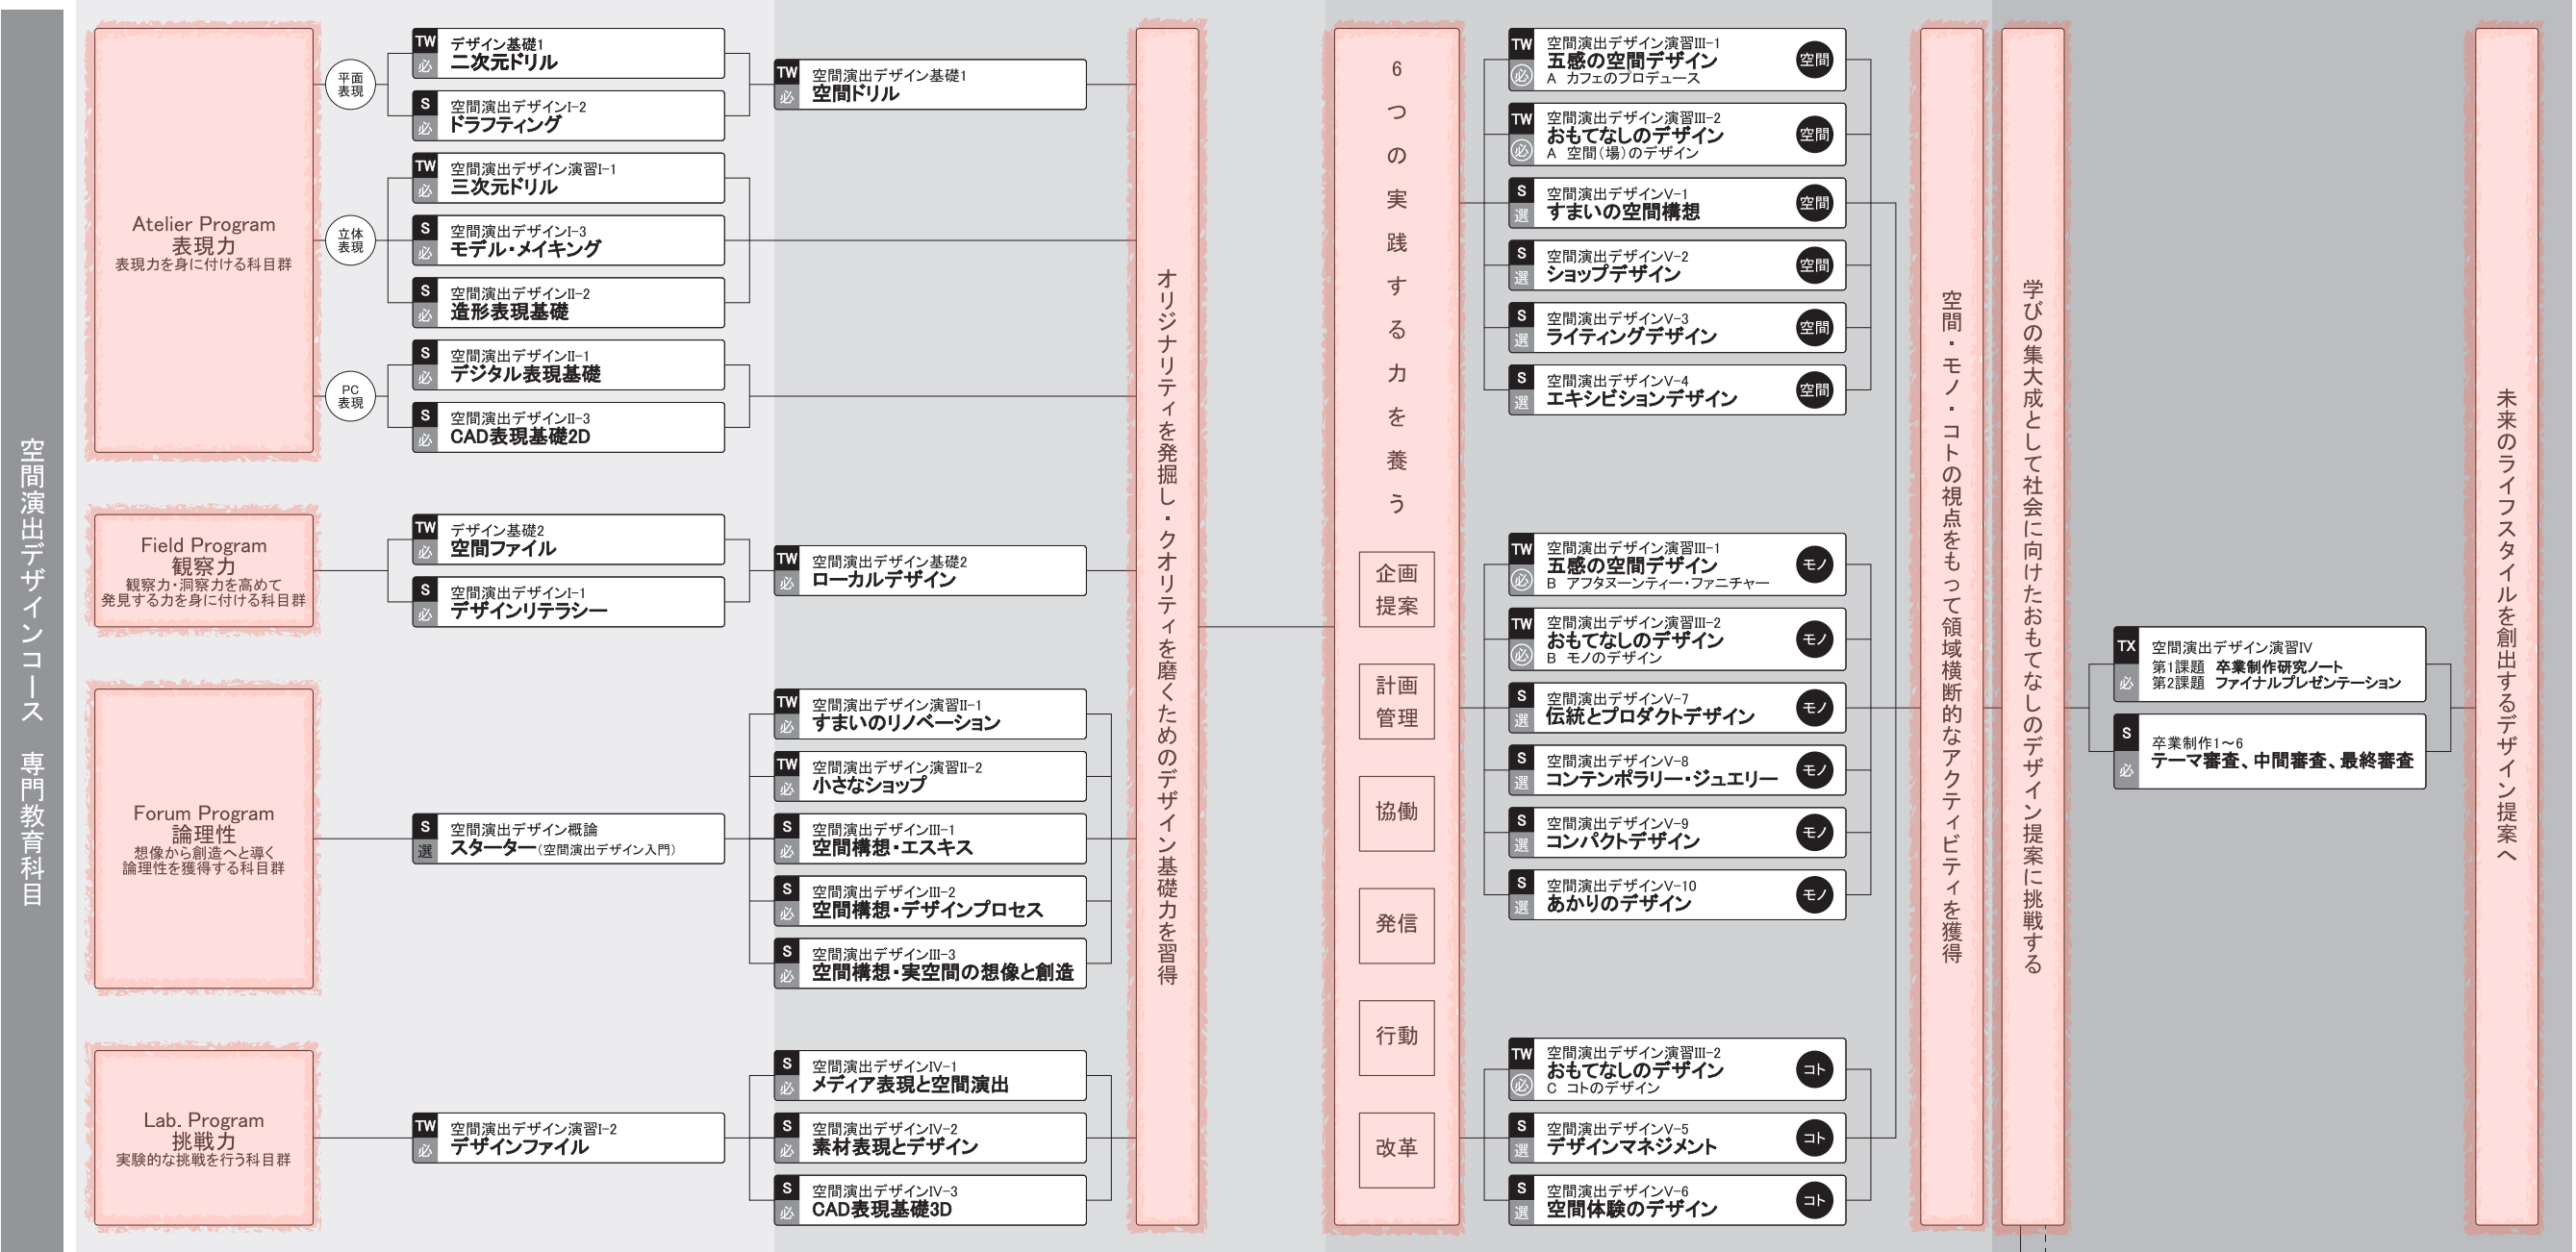 空間演出デザインコース　専門教育科目
Atelier Program
表現力
表現力を身に付ける科目群
平面
表現
TW
必
デザイン基礎1
二次元ドリル
S
必
空間演出デザインI-2
ドラフティング
TW
必
空間演出デザイン基礎1
空間ドリル
立体
表現
TW
必
空間演出デザイン演習I-1
三次元ドリル
S
必
空間演出デザインI-3
モデル・メイキング
S
必
空間演出デザインII-2
造形表現基礎
PC
表現
S
必
空間演出デザインII-1
デジタル表現基礎
S
必
空間演出デザインII-3
CAD表現基礎2D
Field Program
観察力
観察力・洞察力を高めて
発見する力を身に付ける科目群
TW
必
デザイン基礎2
空間ファイル
S
必
空間演出デザインI-1
デザインリテラシー
TW
必
空間演出デザイン基礎2
ローカルデザイン
Forum Program
論理性
想像から創造へと導く
論理性を獲得する科目群
S
選
空間演出デザイン概論
スターター（空間演出デザイン入門）
TW
必
空間演出デザイン演習II-1
すまいのリノベーション
TW
必
空間演出デザイン演習II-2
小さなショップ
S
必
空間演出デザインIII-1
空間構想・エスキス
S
必
空間演出デザインIII-2
空間構想・デザインプロセス
S
必
空間演出デザインIII-3
空間構想・実空間の想像と創造
Lab. Program
挑戦力
実験的な挑戦を行う科目群
TW
必
空間演出デザイン演習I-2
デザインファイル
S
必
空間演出デザインIV-1
メディア表現と空間演出
S
必
空間演出デザインIV-2
素材表現とデザイン
S
必
空間演出デザインIV-3
CAD表現基礎3D
オリジナリティを発掘し・クオリティを磨くためのデザイン基礎力を習得
6つの実践する力を養う
企画
提案
計画
管理
協働
発信
行動
改革
TW
必
空間演出デザイン演習III-1
五感の空間デザイン
A　カフェのプロデュース
空間
TW
必
空間演出デザイン演習III-2
おもてなしのデザイン
A　空間（場）のデザイン
空間
S
選
空間演出デザインV-1
すまいの空間構想
空間
S
選
空間演出デザインV-2
ショップデザイン
空間
S
選
空間演出デザインV-3
ライティングデザイン
空間
S
選
空間演出デザインV-4
エキシビションデザイン
空間
TW
必
空間演出デザイン演習III-1
五感の空間デザイン
B　アフタヌーンティー・ファニチャー
モノ
TW
必
空間演出デザイン演習III-2
おもてなしのデザイン
B　モノのデザイン
モノ
S
選
空間演出デザインV-7
伝統とプロダクトデザイン
モノ
S
選
空間演出デザインV-8
コンテンポラリー・ジュエリー
モノ
S
選
空間演出デザインV-9
コンパクトデザイン
モノ
S
選
空間演出デザインV-10
あかりのデザイン
モノ
TW
必
空間演出デザイン演習III-2
おもてなしのデザイン
C　コトのデザイン
コト
S
選
空間演出デザインV-5
デザインマネジメント
コト
S
選
空間演出デザインV-6
空間体験のデザイン
コト
空間・モノ・コトの視点をもって領域横断的なアクティビティを獲得
学びの集大成として社会に向けたおもてなしのデザイン提案に挑戦する
TX
必
空間演出デザイン演習IV
第1課題　卒業制作研究ノート
第2課題　ファイナルプレゼンテーション
S
必
卒業制作1〜6
テーマ審査、中間審査、最終審査
未来のライフスタイルを創出するデザイン提案へ